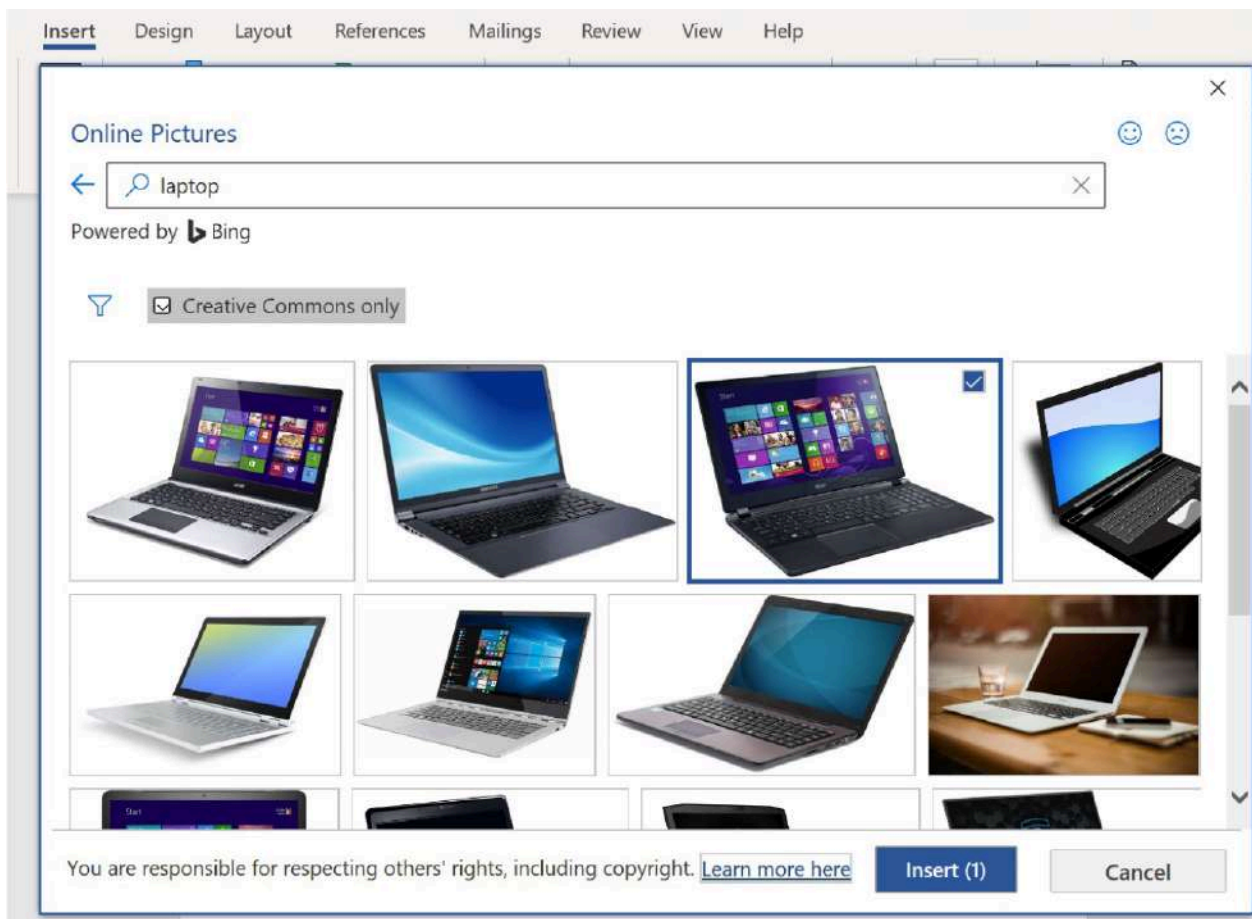 Insert Design Layout References Mailings Review View Help
Online Pictures
laptop
Powered by Bing
Creative Commons only
Start
Start
You are responsible for respecting others' rights, including copyright. Learn more here
Insert (1)
Cancel